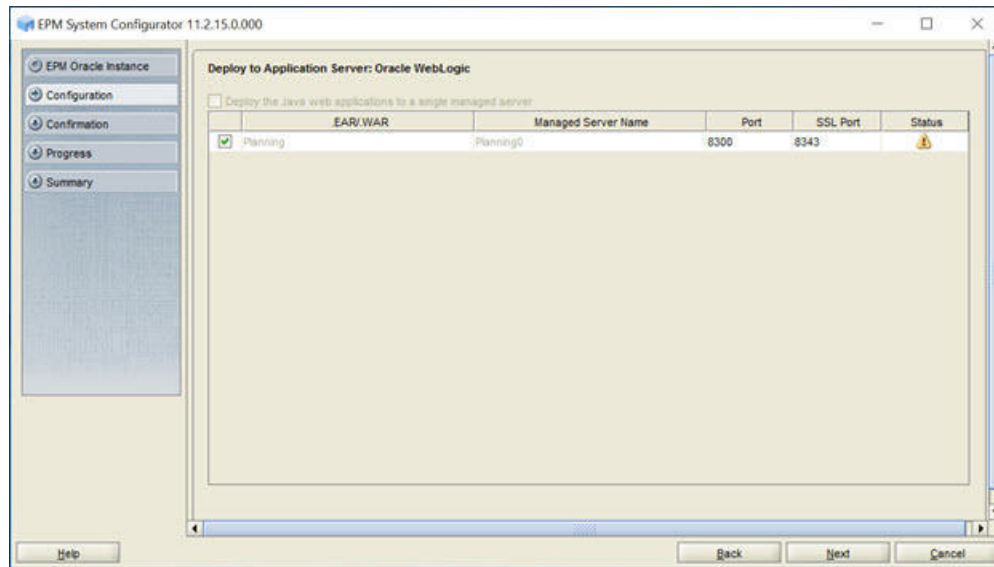 EPM System Configurator 11.2.15.0.000
EPM Oracle Instance
Configuration
Confirmation
Progress
Summary
Deploy to Application Server: Oracle WebLogic
Deploy the Java web applications to a single managed server
EAR/.WAR Managed Server Name Port SSL Port Status
Planning Planning0 8300 8343
Help Back Next Cancel